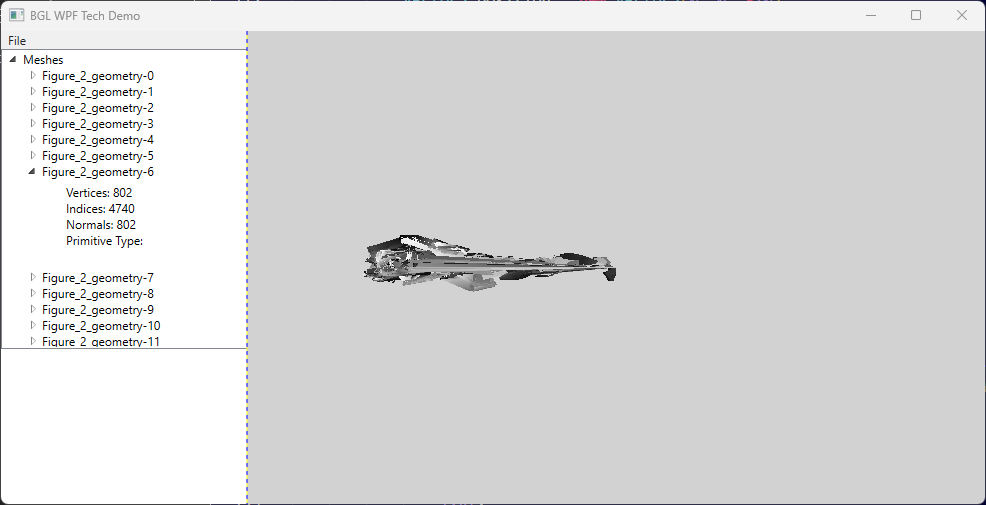 BGL WPF Tech Demo
File
Meshes
Figure_2_geometry-0
Figure_2_geometry-1
Figure_2_geometry-2
Figure_2_geometry-3
Figure_2_geometry-4
Figure_2_geometry-5
Figure_2_geometry-6
Vertices: 802
Indices: 4740
Normals: 802
Primitive Type:
Figure_2_geometry-7
Figure_2_geometry-8
Figure_2_geometry-9
Figure_2_geometry-10
Figure_2_geometry-11